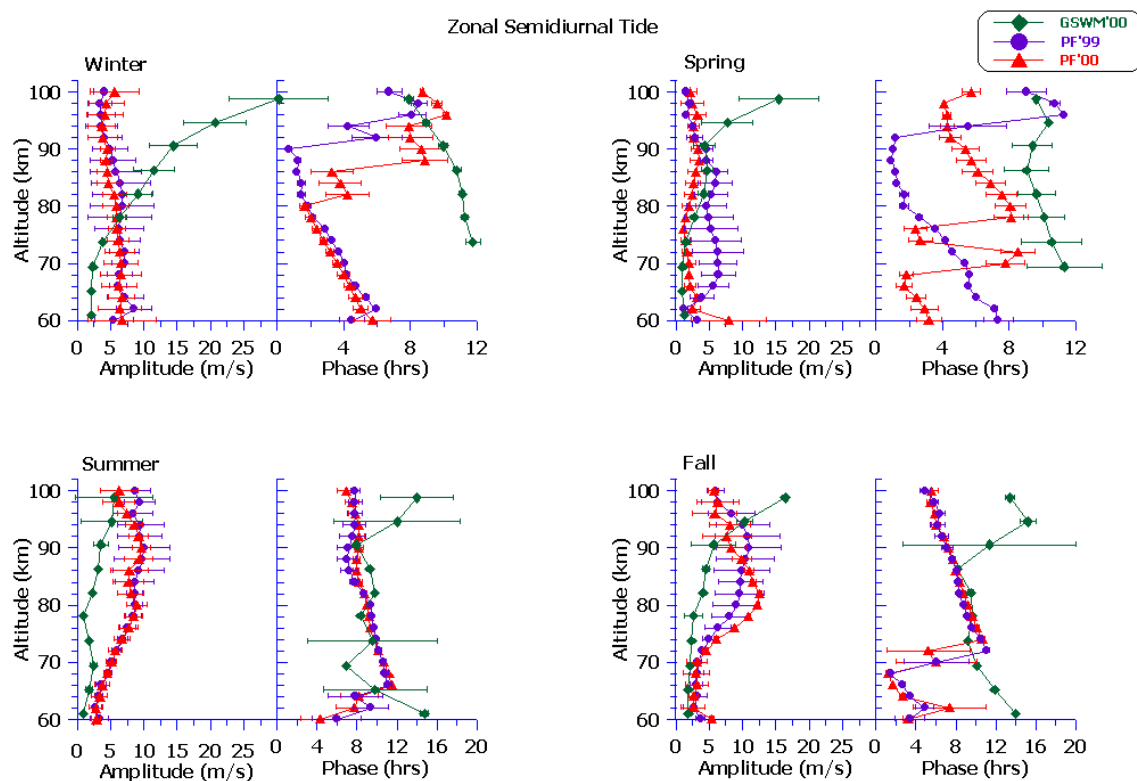 Zonal Semidiurnal Tide
GSWM'00
PF'99
PF'00
Winter
100
90
80
70
60
Altitude (km)
0 5 10 15 20 25
Amplitude (m/s)
4 8 12
Phase (hrs)
Spring
100
90
80
70
60
Altitude (km)
0 5 10 15 20 25
Amplitude (m/s)
0 4 8 12
Phase (hrs)
Summer
100
90
80
70
60
Altitude (km)
0 5 10 15 20 25
Amplitude (m/s)
4 8 12 16 20
Phase (hrs)
Fall
100
90
80
70
60
Altitude (km)
0 5 10 15 20 25
Amplitude (m/s)
0 4 8 12 16 20
Phase (hrs)